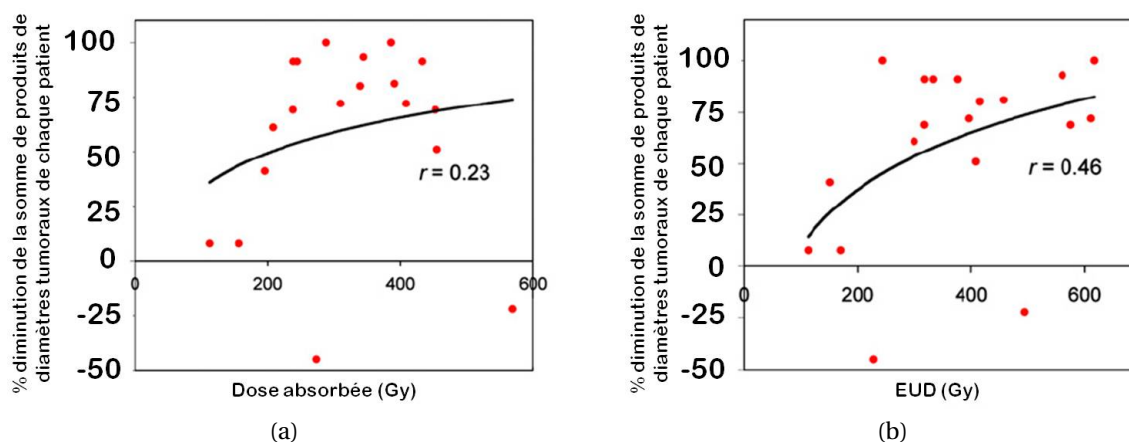 % diminution de la somme de produits de
diamètres tumoraux de chaque patient
100
75
50
25
0
-25
-50
0
200
400
600
r = 0.23
Dose absorbée (Gy)
(a)
% diminution de la somme de produits de
diamètres tumoraux de chaque patient
100
75
50
25
0
-25
-50
0
200
400
600
r = 0.46
EUD (Gy)
(b)